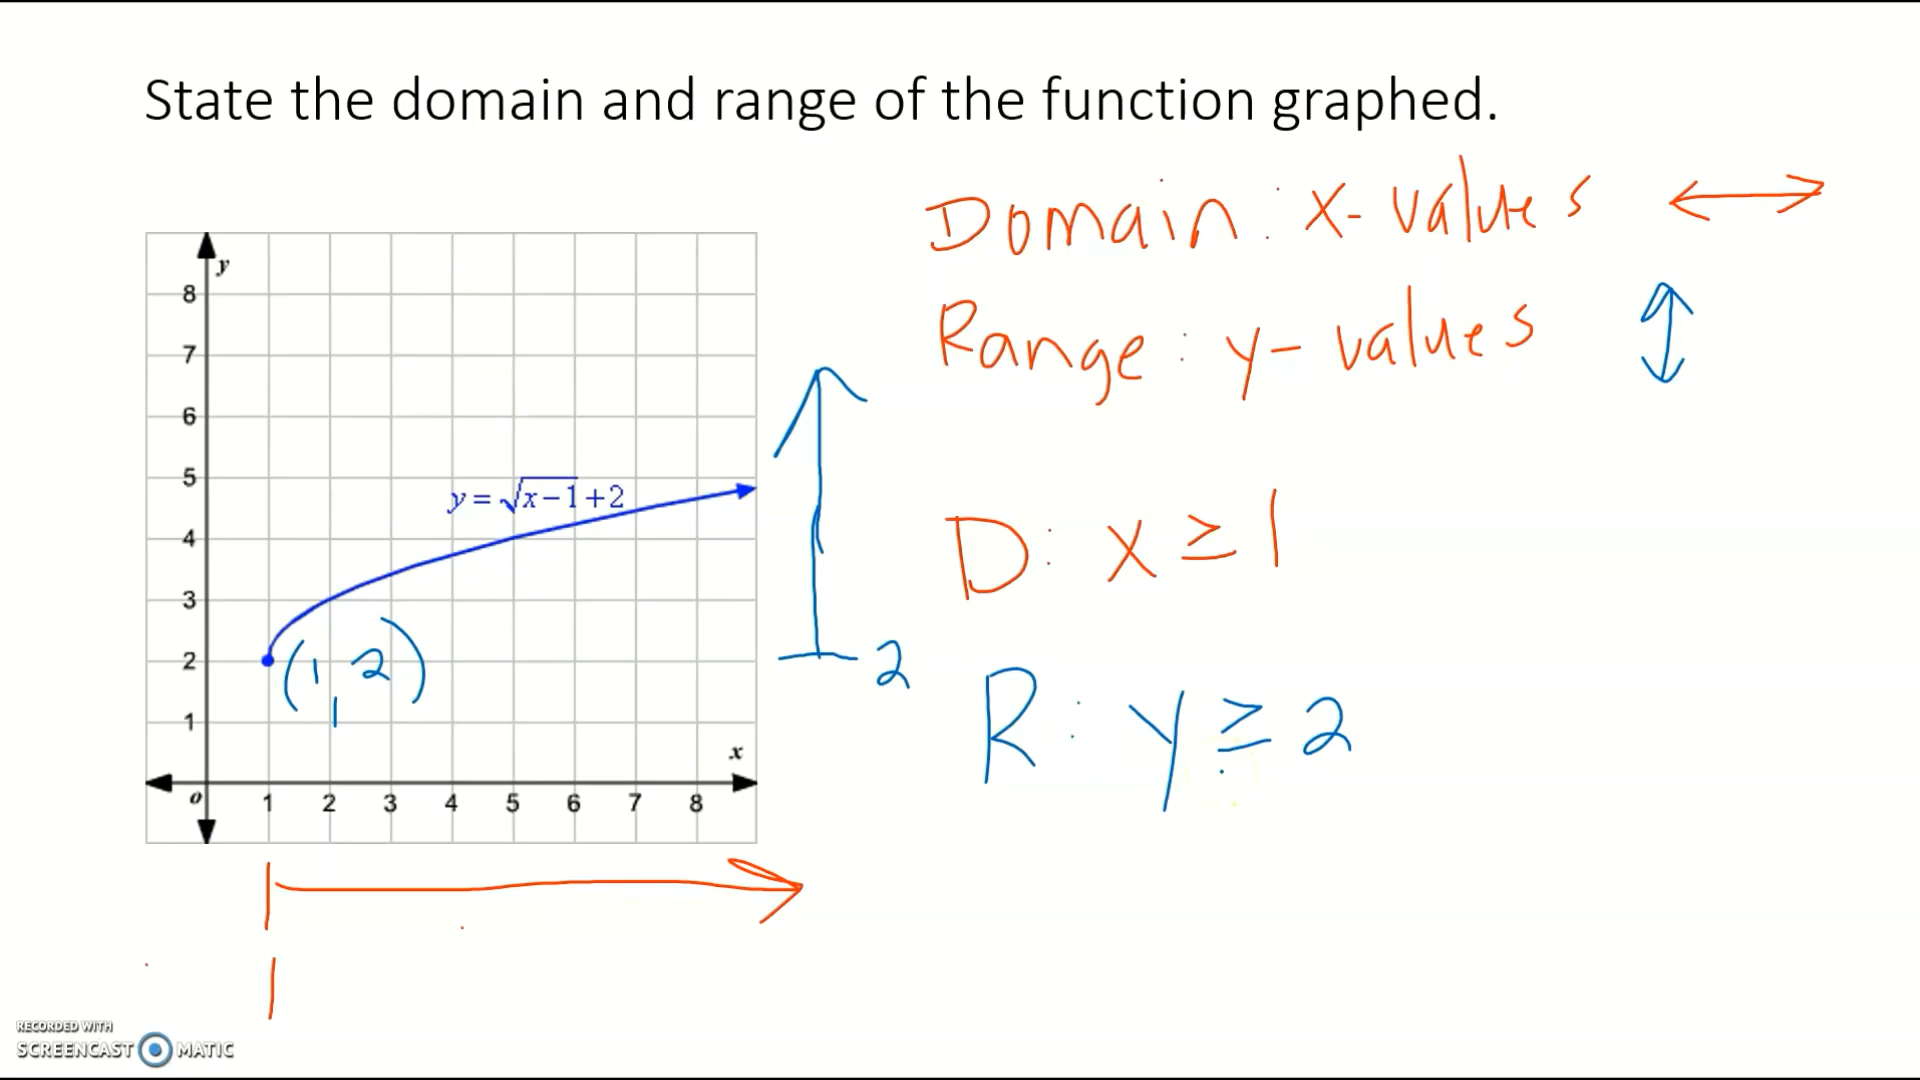 State the domain and range of the function graphed.
Domain: x-values
Range: y-values
y
8
7
6
5
4
3
2
1
y = √x-1+2
(1, 2)
2
D: x ≥ 1
R: y ≥ 2
x
o 1 2 3 4 5 6 7 8
1
RECORDED WITH
SCREENCAST MATIC